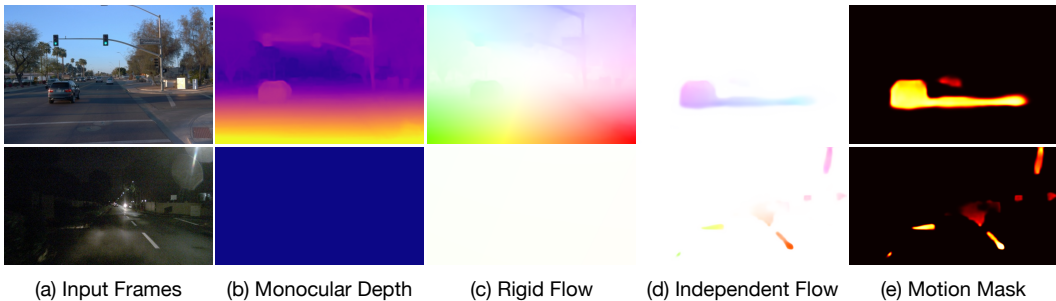 (a) Input Frames (b) Monocular Depth (c) Rigid Flow (d) Independent Flow (e) Motion Mask